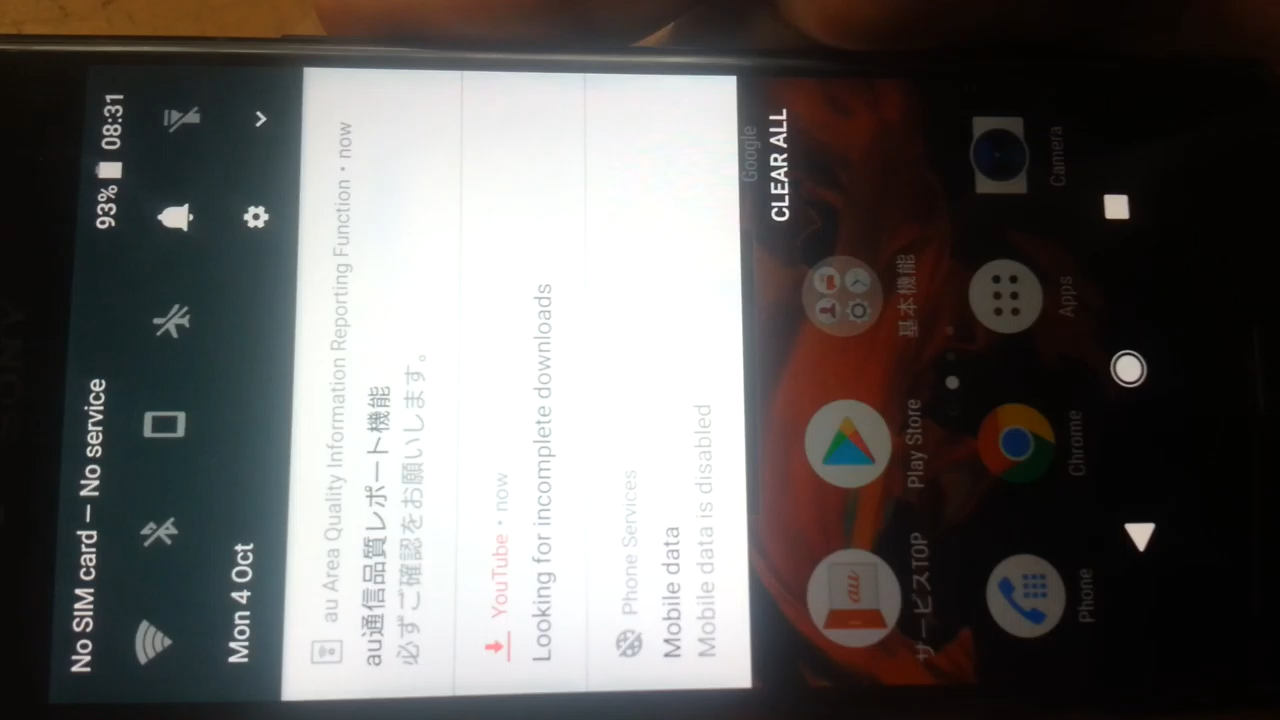 No SIM card – No service
93% 08:31
Mon 4 Oct
au Area Quality Information Reporting Function • now
au通信品質レポート機能
必ずご確認をお願いします。
YouTube • now
Looking for incomplete downloads
Phone Services
Mobile data
Mobile data is disabled
Google
CLEAR ALL
au
サービスTOP
Play Store
基本機能
Phone
Chrome
Apps
Camera